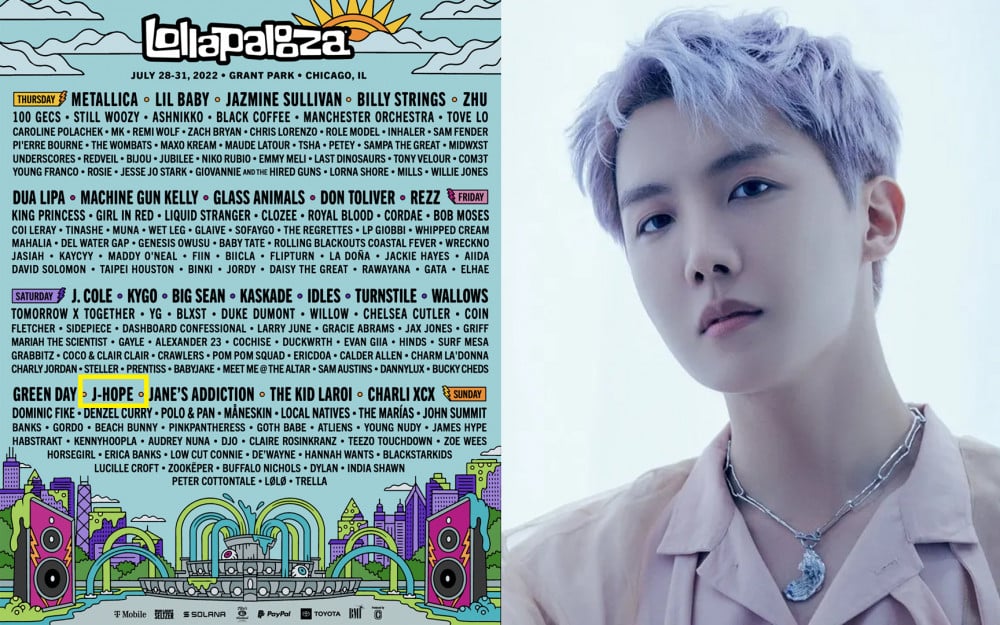 Lollapalooza
JULY 28-31, 2022 • GRANT PARK • CHICAGO, IL
THURSDAY METALLICA • LIL BABY • JAZMINE SULLIVAN • BILLY STRINGS • ZHU
100 GECS • STILL WOOZY • ASHNIKKO • BLACK COFFEE • MANCHESTER ORCHESTRA • TOVE LO
CAROLINE POLACHEK • MK • REMI WOLF • ZACH BRYAN • CHRIS LORENZO • ROLE MODEL • INHALER • SAM FENDER
PI'ERRE BOURNE • THE WOMBATS • MAXO KREAM • MAUDE LATOUR • TSHA • PETEY • SAMPA THE GREAT • MIDWXST
UNDERSCORES • REDVEIL • BIJOU • JUBILEE • NIKO RUBIO • EMMY MELI • LAST DINOSAURS • TONY VELOUR • COM3T
YOUNG FRANCO • ROSIE • JESSE JO STARK • GIOVANNIE AND THE HIRED GUNS • LORNA SHORE • MILLS • WILLIE JONES
DUA LIPA • MACHINE GUN KELLY • GLASS ANIMALS • DON TOLIVER • REZZ FRIDAY
KING PRINCESS • GIRL IN RED • LIQUID STRANGER • CLOZEE • ROYAL BLOOD • CORDAE • BOB MOSES
COI LERAY • TINASHE • MUNA • WET LEG • GLAIVE • SOFAYGO • THE REGRETTES • LP GIOBBI • WHIPPED CREAM
MAHALIA • DEL WATER GAP • GENESIS OWUSU • BABY TATE • ROLLING BLACKOUTS COASTAL FEVER • WRECKNO
JASIAH • KAYCYY • MADDY O'NEAL • FIIN • BIICLA • FLIPTURN • LA DOÑA • JACKIE HAYES • AIIDA
DAVID SOLOMON • TAIPEI HOUSTON • BINKI • JORDY • DAISY THE GREAT • RAWAYANA • GATA • ELHAE
SATURDAY J. COLE • KYGO • BIG SEAN • KASKADE • IDLES • TURNSTILE • WALLOWS
TOMORROW X TOGETHER • YG • BLXST • DUKE DUMONT • WILLOW • CHELSEA CUTLER • COIN
FLETCHER • SIDEPIECE • DASHBOARD CONFESSIONAL • LARRY JUNE • GRACIE ABRAMS • JAX JONES • GRIFF
MARIAH THE SCIENTIST • GAYLE • ALEXANDER 23 • COCHISE • DUCKWRTH • EVAN GIIA • HINDS • SURF MESA
GRABBITZ • COCO & CLAIR CLAIR • CRAWLERS • POM POM SQUAD • ERICDOA • CALDER ALLEN • CHARM LA'DONNA
CHARLY JORDAN • STELLER • PRENTISS • BABYJAKE • MEET ME @ THE ALTAR • SAM AUSTINS • DANNYLUX • BUCKY CHEDS
GREEN DAY • J-HOPE • JANE'S ADDICTION • THE KID LAROI • CHARLI XCX SUNDAY
DOMINIC FIKE • DENZEL CURRY • POLO & PAN • MÅNESKIN • LOCAL NATIVES • THE MARÍAS • JOHN SUMMIT
BANKS • GORDO • BEACH BUNNY • PINKPANTHERESS • GOTH BABE • ATLIENS • YOUNG NUDY • JAMES HYPE
HABSTRAKT • KENNYHOOPLA • AUDREY NUNA • DJO • CLAIRE ROSINKRANZ • TEEZO TOUCHDOWN • ZOE WEES
HORSEGIRL • ERICA BANKS • LOW CUT CONNIE • DE'WAYNE • HANNAH WANTS • BLACKSTARKIDS
LUCILLE CROFT • ZOOKËPER • BUFFALO NICHOLS • DYLAN • INDIA SHAWN
PETER COTTONTALE • LØLØ • TRELLA
T Mobile SOLANA PayPal TOYOTA BMI